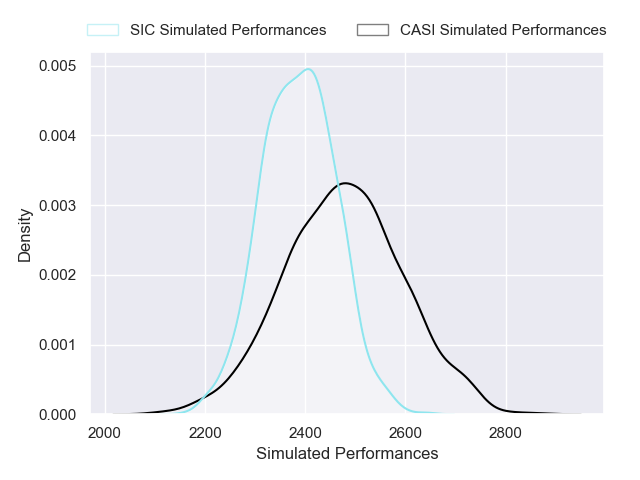 SIC Simulated Performances CASI Simulated Performances
0.005
0.004
0.003
0.002
0.001
0.000
Density
2000 2200 2400 2600 2800
Simulated Performances